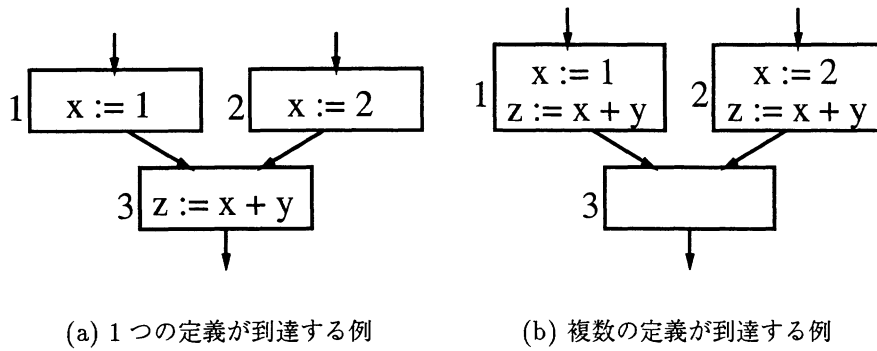 1
x := 1
2
x := 2
3
z := x + y
(a) 1 つの定義が到達する例
1
x := 1
z := x + y
2
x := 2
z := x + y
3
(b) 複数の定義が到達する例